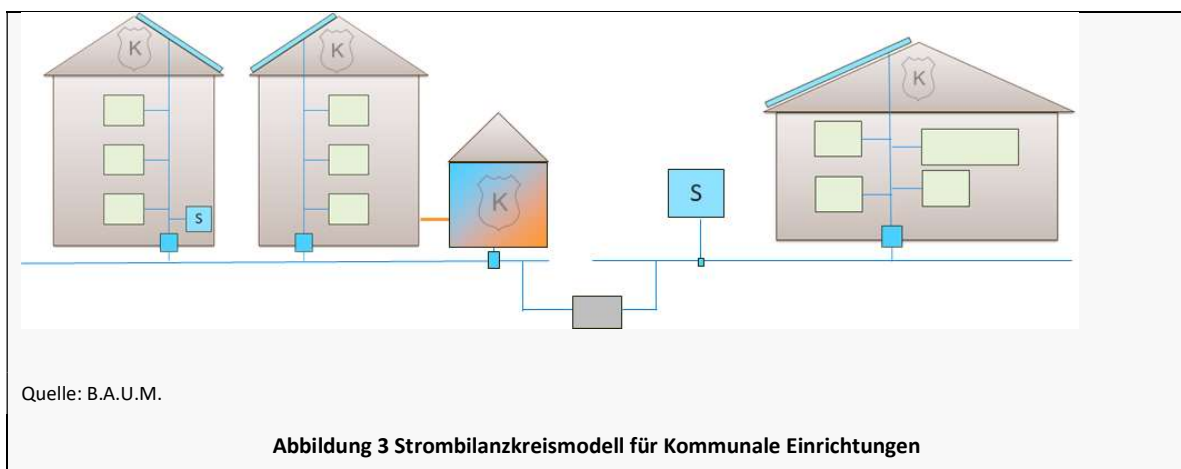 K
K
K
K
S
S
Quelle: B.A.U.M.
Abbildung 3 Strombilanzkreismodell für Kommunale Einrichtungen